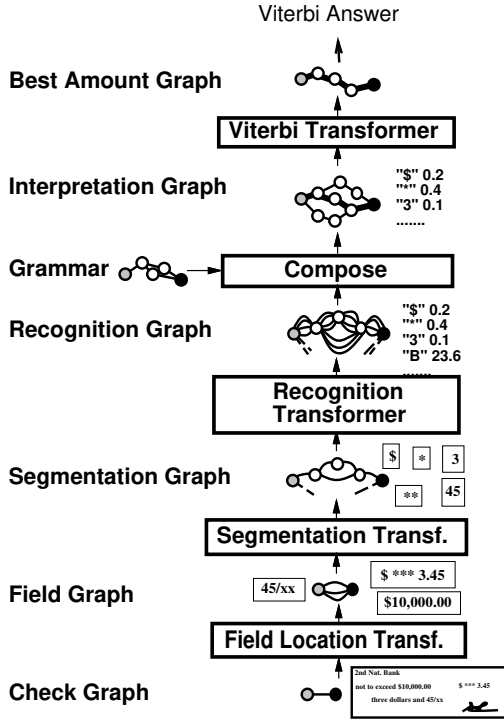 Viterbi Answer
Best Amount Graph
Viterbi Transformer
Interpretation Graph
"$" 0.2
"*" 0.4
"3" 0.1
.......
Grammar
Compose
Recognition Graph
"$" 0.2
"*" 0.4
"3" 0.1
"B" 23.6
.......
Recognition
Transformer
Segmentation Graph
$ * 3
** 45
Segmentation Transf.
Field Graph
45/xx
$ *** 3.45
$10,000.00
Field Location Transf.
Check Graph
2nd Nat. Bank
not to exceed $10,000.00 $ *** 3.45
three dollars and 45/xx